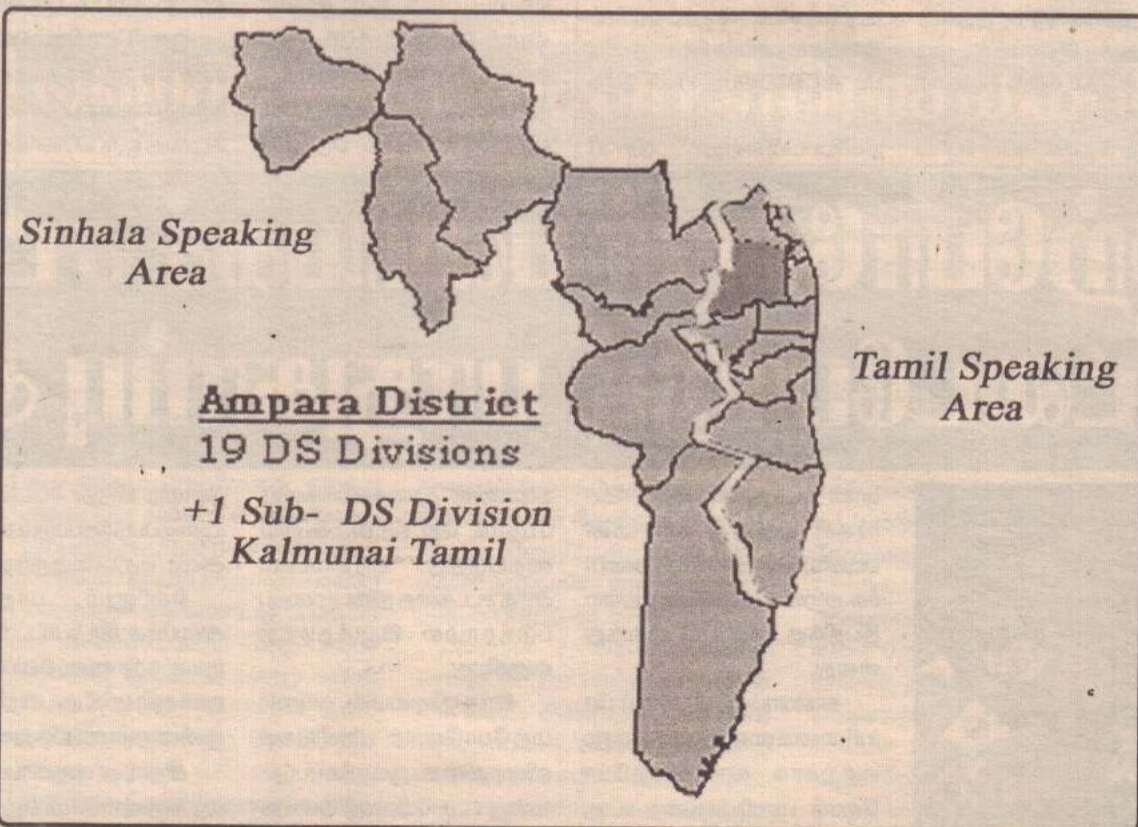 Sinhala Speaking
Area
Tamil Speaking
Area
Ampara District
19 DS Divisions
+1 Sub- DS Division
Kalmunai Tamil